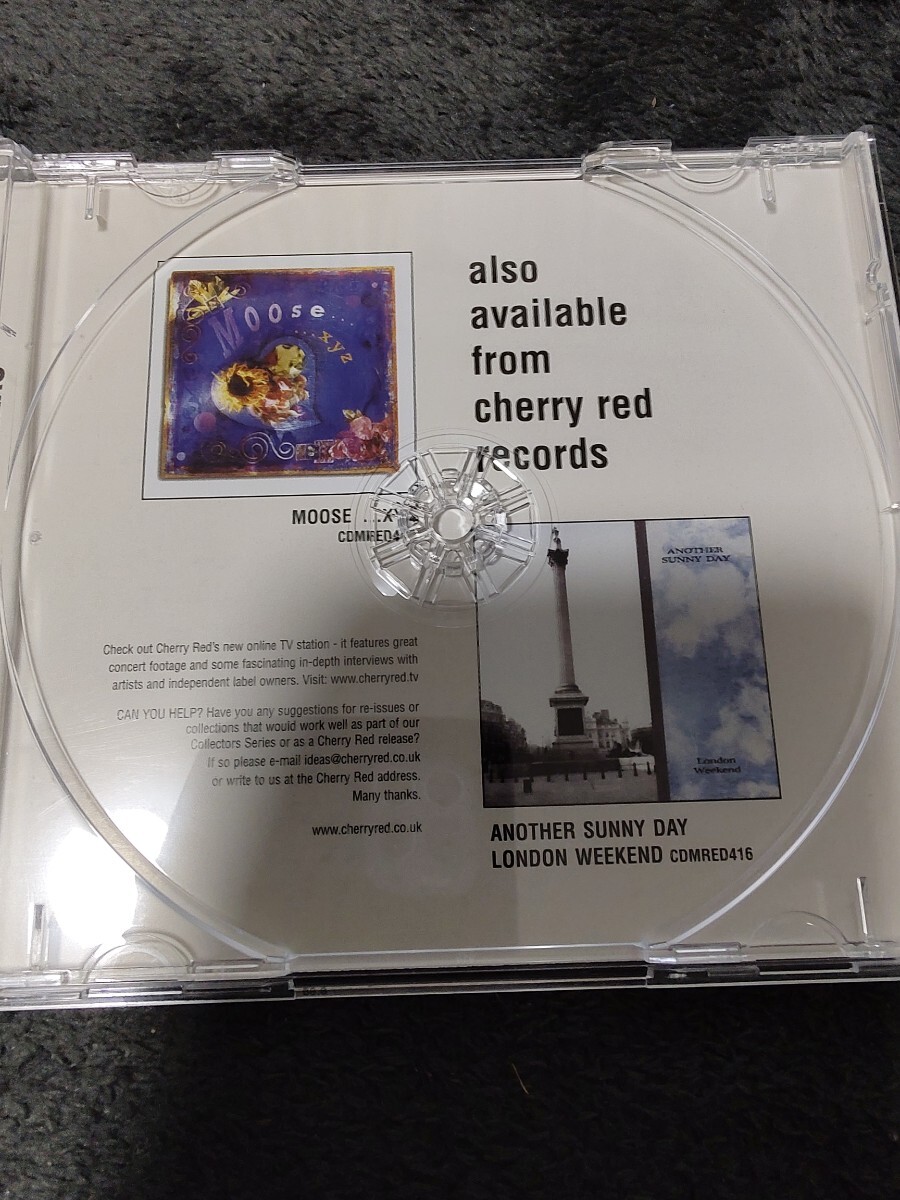 Moose...
...xyz
also
available
from
cherry red
records
MOOSE
Check out Cherry Red's new online TV station - it features great
concert footage and some fascinating in-depth interviews with
artists and independent label owners. Visit: www.cherryred.tv
CAN YOU HELP? Have you any suggestions for re-issues or
collections that would work well as part of our
Collectors Series or as a Cherry Red release?
If so please e-mail ideas@cherryred.co.uk
or write to us at the Cherry Red address.
Many thanks.
www.cherryred.co.uk
ANOTHER
SUNNY DAY
London
Weekend
ANOTHER SUNNY DAY
LONDON WEEKEND CDMRED416